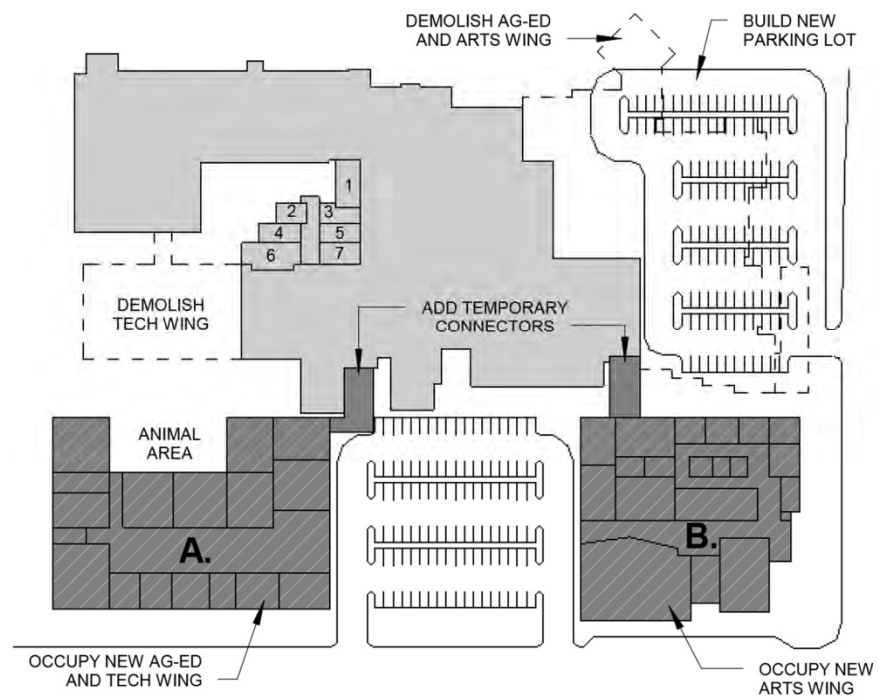 DEMOLISH AG-ED
AND ARTS WING
BUILD NEW
PARKING LOT
1
2
3
4
5
6
7
DEMOLISH
TECH WING
ADD TEMPORARY
CONNECTORS
ANIMAL
AREA
A.
B.
OCCUPY NEW AG-ED
AND TECH WING
OCCUPY NEW
ARTS WING